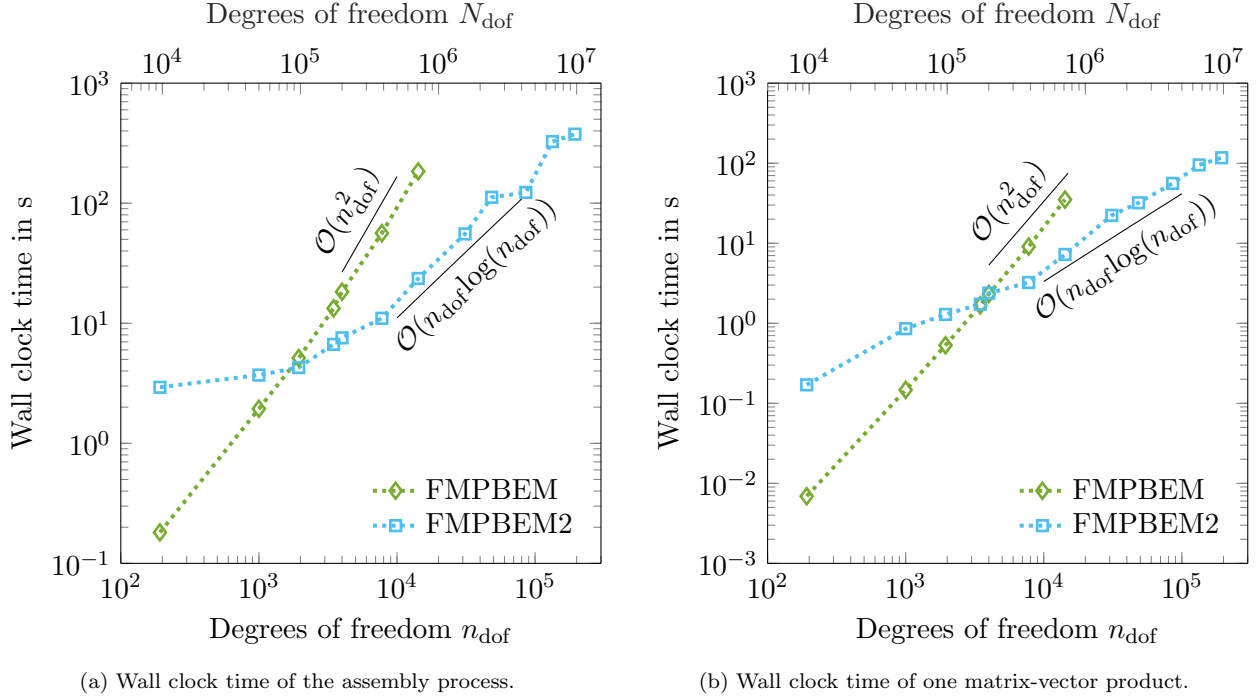 Degrees of freedom N_dof
10^4 10^5 10^6 10^7
10^3
10^2
10^1
10^0
10^−1
Wall clock time in s
O(n_dof^2)
O(n_dof log(n_dof))
FMPBEM
FMPBEM2
10^2 10^3 10^4 10^5
Degrees of freedom n_dof
(a) Wall clock time of the assembly process.
Degrees of freedom N_dof
10^4 10^5 10^6 10^7
10^3
10^2
10^1
10^0
10^−1
10^−2
10^−3
Wall clock time in s
O(n_dof^2)
O(n_dof log(n_dof))
FMPBEM
FMPBEM2
10^2 10^3 10^4 10^5
Degrees of freedom n_dof
(b) Wall clock time of one matrix-vector product.